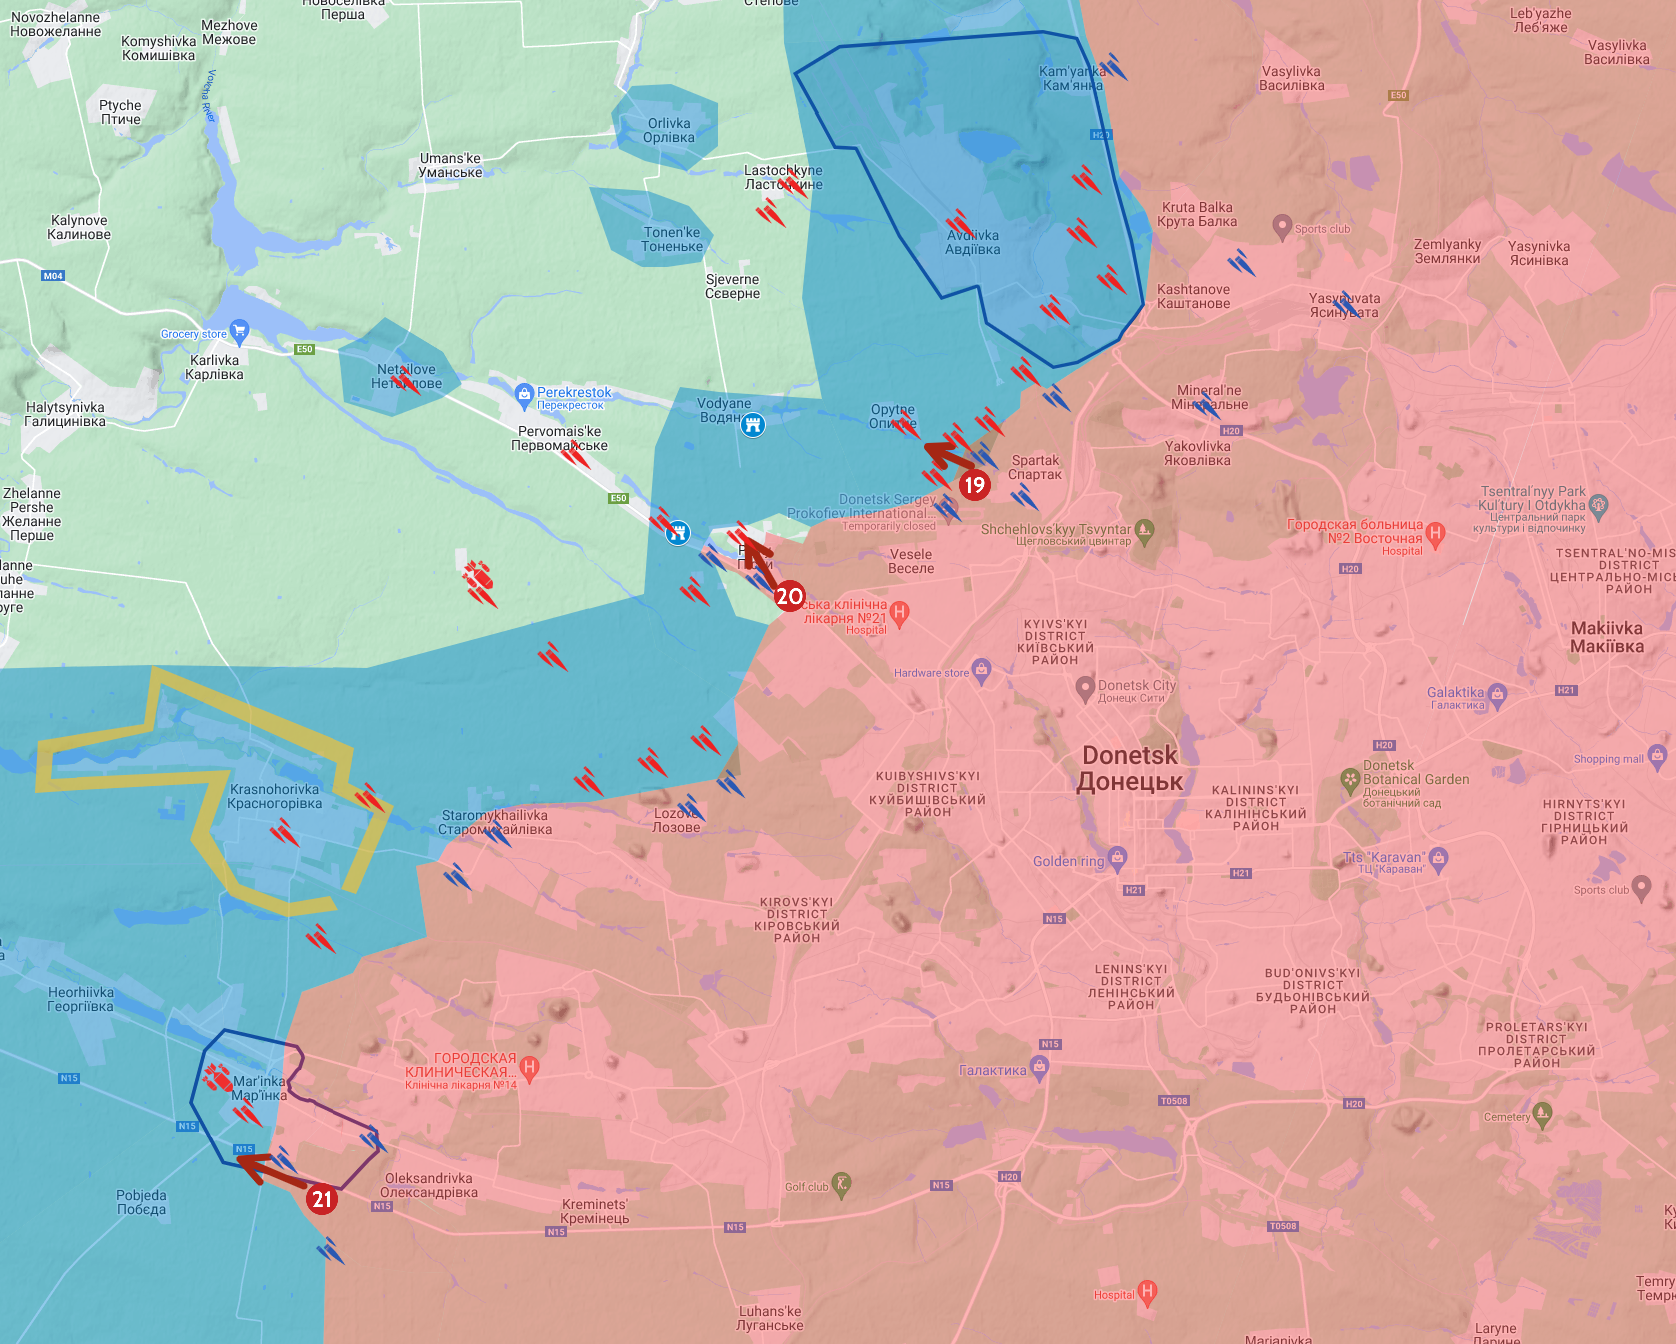 Novozhelanne
Новожеланне
Mezhove
Межове
Перша
Степове
Komyshivka
Комишівка
Volcha River
Ptyche
Птиче
Umans'ke
Уманське
Kalynove
Калинове
M04
Orlivka
Орлівка
Lastochkyne
Tonen'ke
Тоненьке
Sjeverne
Сєверне
Kam'yanka
Кам'янка
H20
Avdiivka
Авдіївка
Leb'yazhe
Леб'яже
Vasylivka
Василівка
Vasylivka
Василівка
E50
Kruta Balka
Крута Балка
Sports club
Zemlyanky
Землянки
Yasynivka
Ясинівка
Kashtanove
Каштанове
Yasynuvata
Ясинувата
Grocery store
E50
Karlivka
Карлівка
Netailove
Нетайлове
Perekrestok
Перекресток
Pervomais'ke
Первомайське
E50
Halytsynivka
Галицинівка
Vodyane
Opytne
Mineral'ne
Мінеральне
H20
Yakovlivka
Яковлівка
Spartak
Спартак
19
Donetsk Sergey
Prokofiev International...
Temporarily closed
Shchehlovs'kyy Tsvyntar
Щегловський цвинтар
Vesele
Веселе
Zhelanne
Pershe
Желанне
Перше
Tsentral'nyy Park
Kul'tury I Otdykha
Центральний парк
культури і відпочинку
Городская больница
№2 Восточная
Hospital
H20
ЦЕНТРАЛЬНО-МІСЬ
DISTRICT
РАЙОН
20
ська клінічна
лікарня №21
Hospital
KYIVS'KYI
DISTRICT
КИЇВСЬКИЙ
РАЙОН
Makiivka
Макіївка
Hardware store
Donetsk City
Донецк Сити
Galaktika
Галактика
H21
Donetsk
Донецьк
H20
Donetsk
Botanical Garden
Донецький
ботанічний сад
Shopping mall
Krasnohorivka
Красногорівка
Staromykhailivka
Старомихайлівка
Lozove
Лозове
KUIBYSHIVS'KYI
DISTRICT
КУЙБИШІВСЬКИЙ
РАЙОН
KALININS'KYI
DISTRICT
КАЛІНІНСЬКИЙ
РАЙОН
HIRNYTS'KYI
DISTRICT
ГІРНИЦЬКИЙ
РАЙОН
Golden ring
H21
H21
Tts "Karavan"
ТЦ "Караван"
Sports club
KIROVS'KYI
DISTRICT
КІРОВСЬКИЙ
РАЙОН
N15
LENINS'KYI
DISTRICT
ЛЕНІНСЬКИЙ
РАЙОН
BUD'ONIVS'KYI
DISTRICT
БУДЬОНІВСЬКИЙ
РАЙОН
PROLETARS'KYI
DISTRICT
ПРОЛЕТАРСЬКИЙ
РАЙОН
Heorhiivka
Георгіївка
N15
Mar'inka
Мар'їнка
N15
N15
ГОРОДСКАЯ
КЛИНИЧЕСКАЯ...
Клінічна лікарня №14
N15
Галактика
T0508
H20
Cemetery
21
Pobjeda
Побєда
Oleksandrivka
Олександрівка
N15
Kreminets'
Кремінець
N15
N15
Golf club
N15
H20
T0508
Hospital
Luhans'ke
Луганське
Temry
Laryne
Ларине
Marianivka